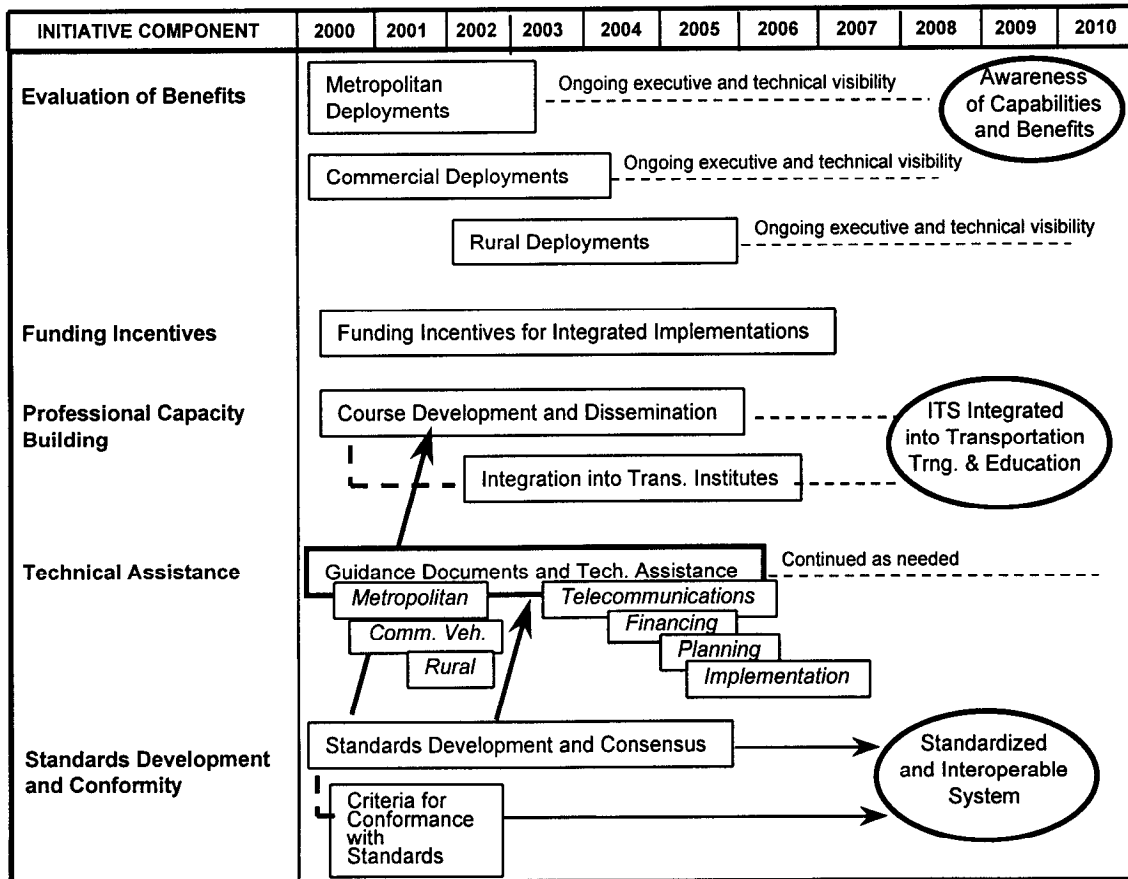 INITIATIVE COMPONENT 2000 2001 2002 2003 2004 2005 2006 2007 2008 2009 2010
Evaluation of Benefits
Metropolitan
Deployments
Ongoing executive and technical visibility
Awareness
of Capabilities
and Benefits
Commercial Deployments
Ongoing executive and technical visibility
Rural Deployments
Ongoing executive and technical visibility
Funding Incentives
Funding Incentives for Integrated Implementations
Professional Capacity
Building
Course Development and Dissemination
ITS Integrated
into Transportation
Trng. & Education
Integration into Trans. Institutes
Technical Assistance
Guidance Documents and Tech. Assistance
Continued as needed
Metropolitan
Telecommunications
Comm. Veh.
Financing
Rural
Planning
Implementation
Standards Development
and Conformity
Standards Development and Consensus
Standardized
and Interoperable
System
Criteria for
Conformance
with
Standards